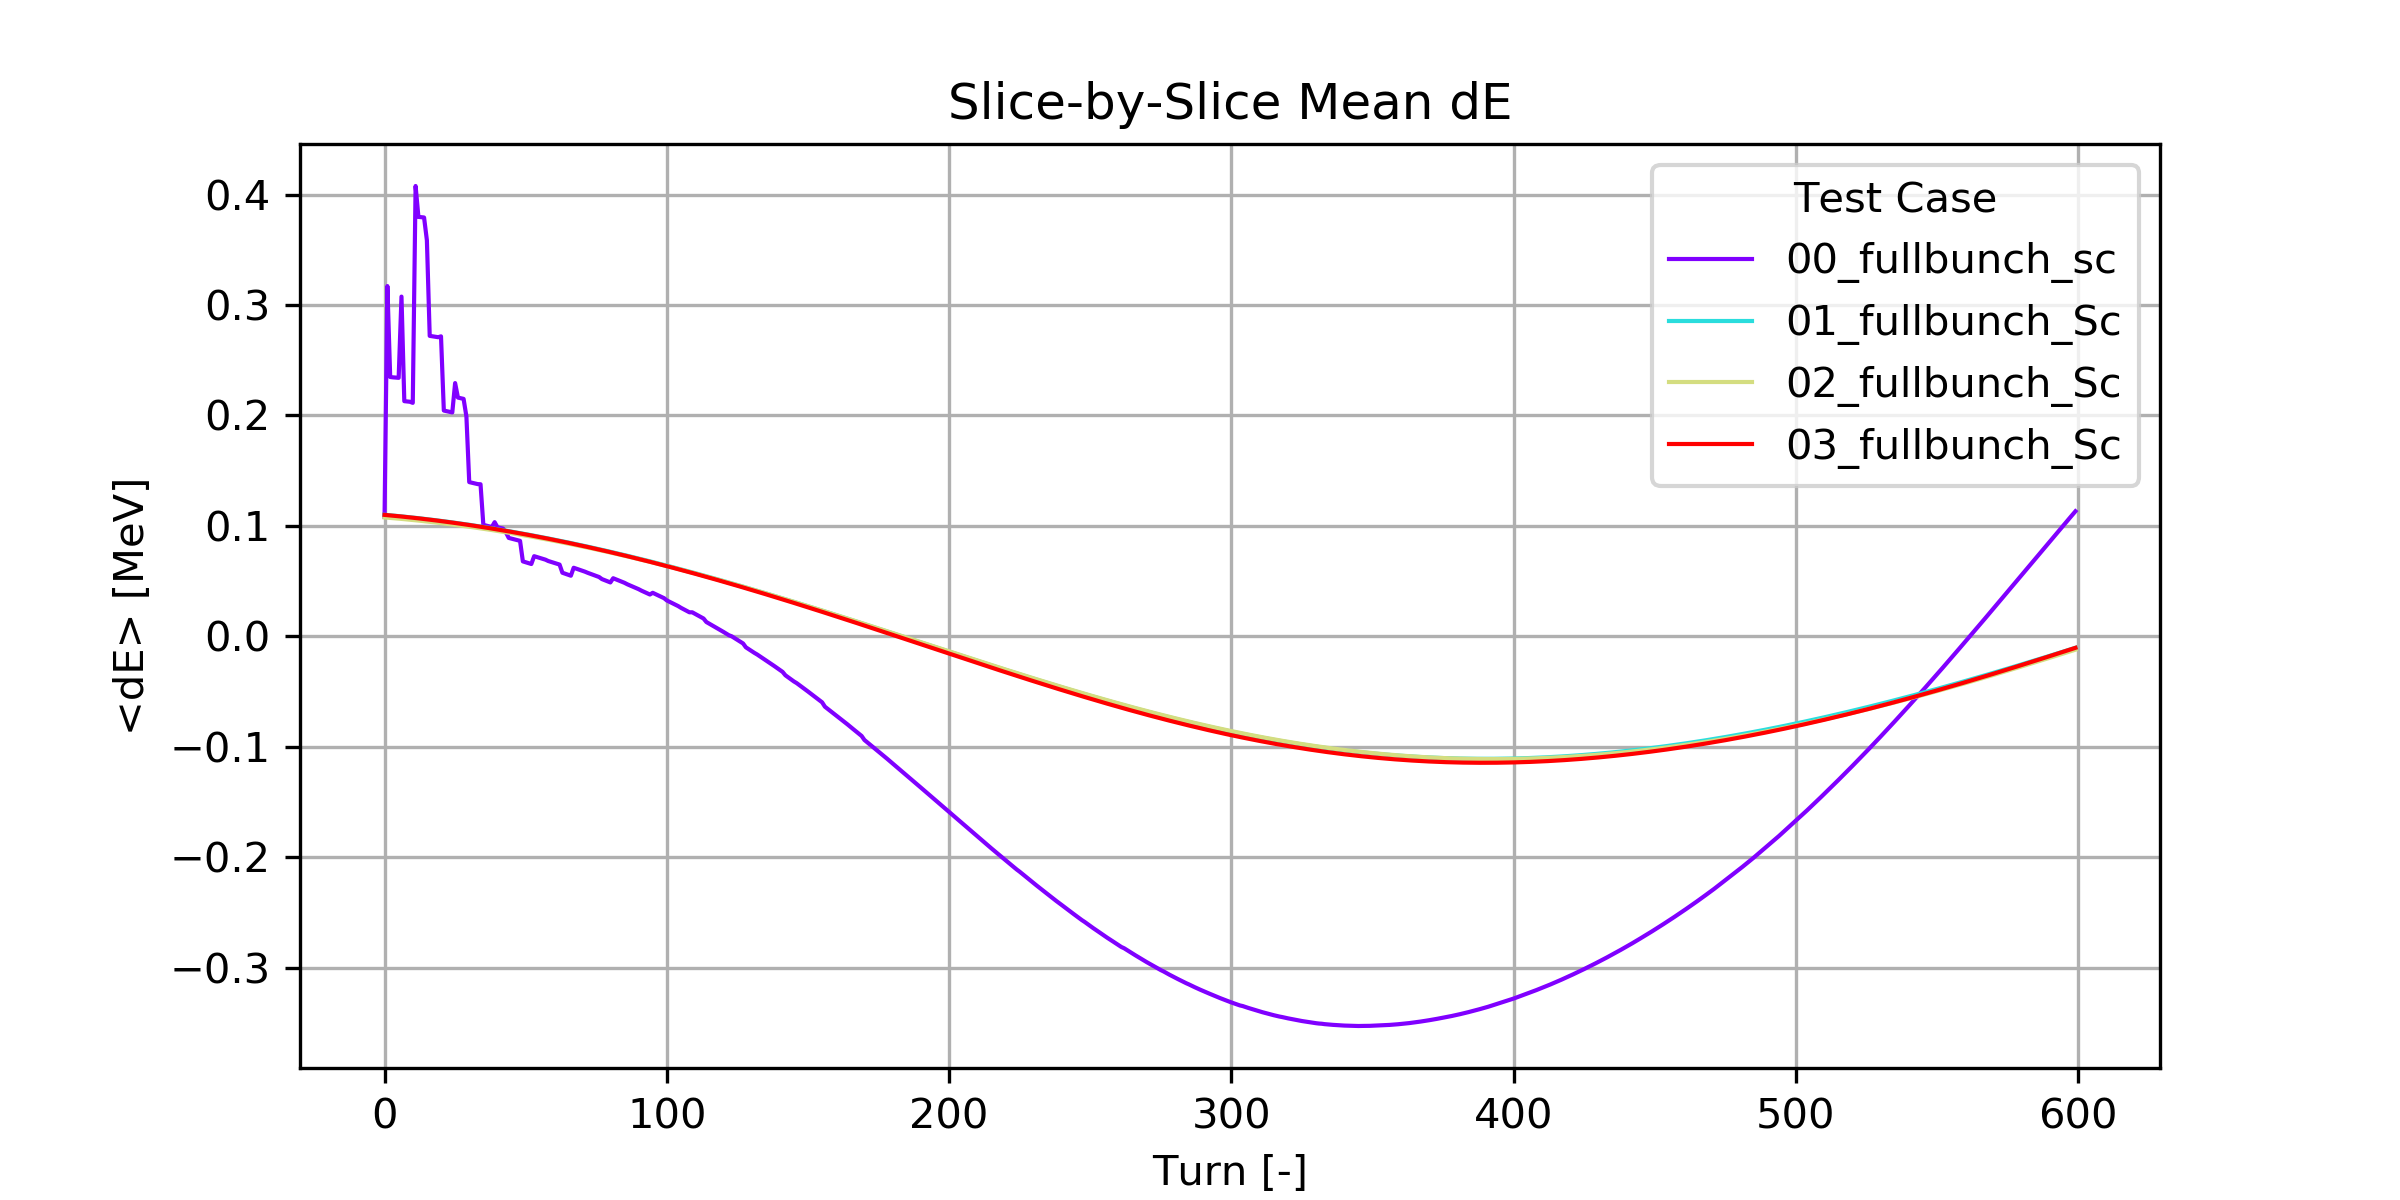 Slice-by-Slice Mean dE
Test Case
00_fullbunch_sc
01_fullbunch_Sc
02_fullbunch_Sc
03_fullbunch_Sc
<dE> [MeV]
0.4
0.3
0.2
0.1
0.0
−0.1
−0.2
−0.3
0 100 200 300 400 500 600
Turn [-]